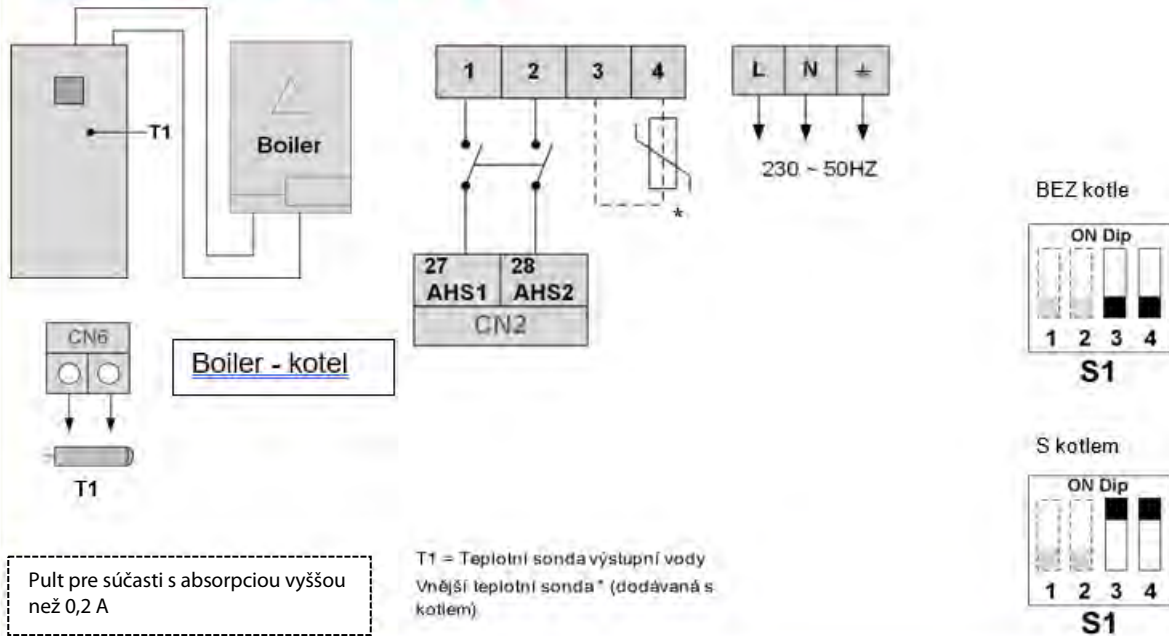 T1
Boiler
1 2 3 4
L N ⏚
230 ~ 50HZ
*
27 28
AHS1 AHS2
CN2
CN6
T1
Boiler - kotel
BEZ kotle
ON Dip
1 2 3 4
S1
S kotlem
ON Dip
1 2 3 4
S1
Pult pre súčasti s absorpciou vyššou
než 0,2 A
T1 = Teplotní sonda výstupní vody
Vnější teplotní sonda * (dodávaná s
kotlem)